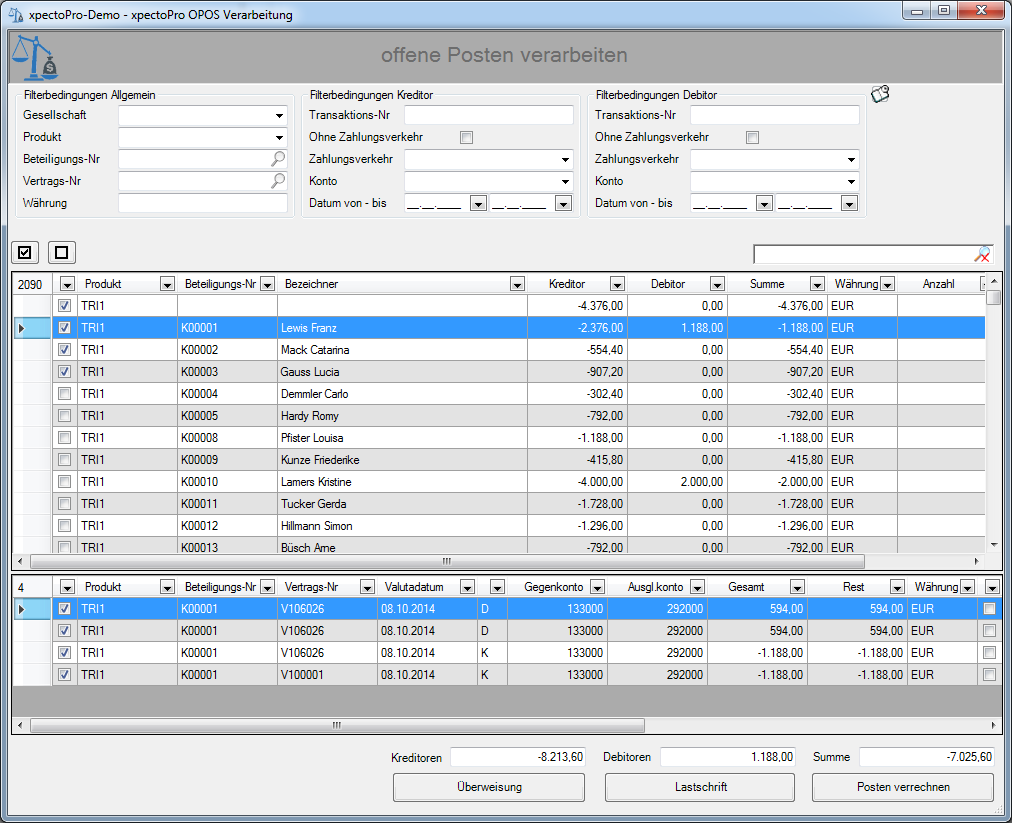 xpectoPro-Demo - xpectoPro OPOS Verarbeitung
offene Posten verarbeiten
Filterbedingungen Allgemein
Gesellschaft
Produkt
Beteiligungs-Nr
Vertrags-Nr
Währung
Filterbedingungen Kreditor
Transaktions-Nr
Ohne Zahlungsverkehr
Zahlungsverkehr
Konto
Datum von - bis __.__.____ __.__.____
Filterbedingungen Debitor
Transaktions-Nr
Ohne Zahlungsverkehr
Zahlungsverkehr
Konto
Datum von - bis __.__.____ __.__.____
2090 Produkt Beteiligungs-Nr Bezeichner Kreditor Debitor Summe Währung Anzahl
TRI1 -4.376,00 0,00 -4.376,00 EUR
TRI1 K00001 Lewis Franz -2.376,00 1.188,00 -1.188,00 EUR
TRI1 K00002 Mack Catarina -554,40 0,00 -554,40 EUR
TRI1 K00003 Gauss Lucia -907,20 0,00 -907,20 EUR
TRI1 K00004 Demmler Carlo -302,40 0,00 -302,40 EUR
TRI1 K00005 Hardy Romy -792,00 0,00 -792,00 EUR
TRI1 K00008 Pfister Louisa -1.188,00 0,00 -1.188,00 EUR
TRI1 K00009 Kunze Friederike -415,80 0,00 -415,80 EUR
TRI1 K00010 Lamers Kristine -4.000,00 2.000,00 -2.000,00 EUR
TRI1 K00011 Tucker Gerda -1.728,00 0,00 -1.728,00 EUR
TRI1 K00012 Hillmann Simon -1.296,00 0,00 -1.296,00 EUR
TRI1 K00013 Büsch Arne -792,00 0,00 -792,00 EUR
4 Produkt Beteiligungs-Nr Vertrags-Nr Valutadatum Gegenkonto Ausgl.konto Gesamt Rest Währung
TRI1 K00001 V106026 08.10.2014 D 133000 292000 594,00 594,00 EUR
TRI1 K00001 V106026 08.10.2014 D 133000 292000 594,00 594,00 EUR
TRI1 K00001 V106026 08.10.2014 K 133000 292000 -1.188,00 -1.188,00 EUR
TRI1 K00001 V100001 08.10.2014 K 133000 292000 -1.188,00 -1.188,00 EUR
Kreditoren -8.213,60 Debitoren 1.188,00 Summe -7.025,60
Überweisung Lastschrift Posten verrechnen